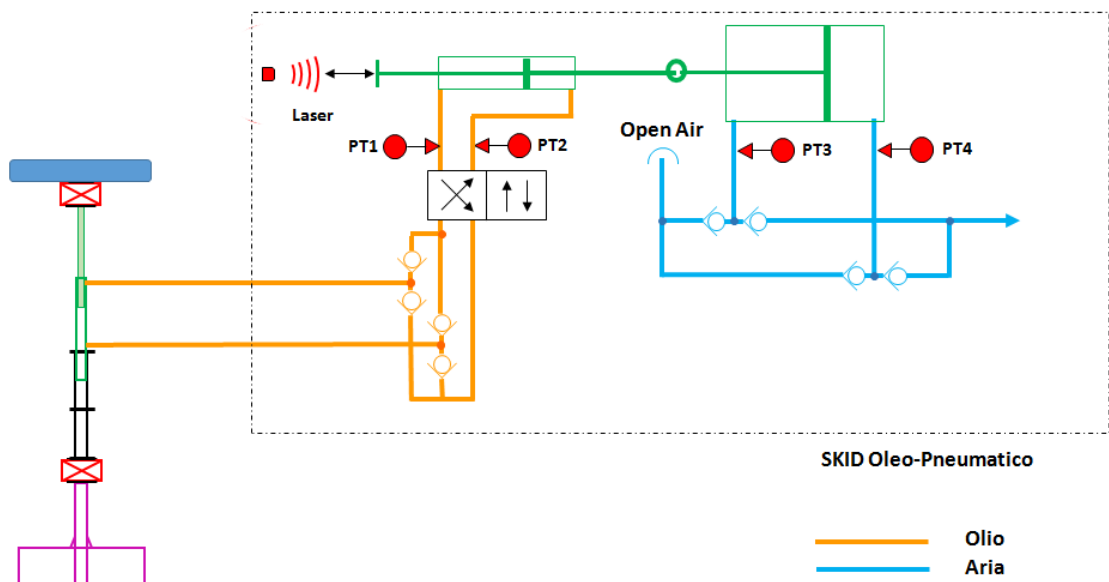 Laser
Open Air
PT1
PT2
PT3
PT4
SKID Oleo-Pneumatico
Olio
Aria